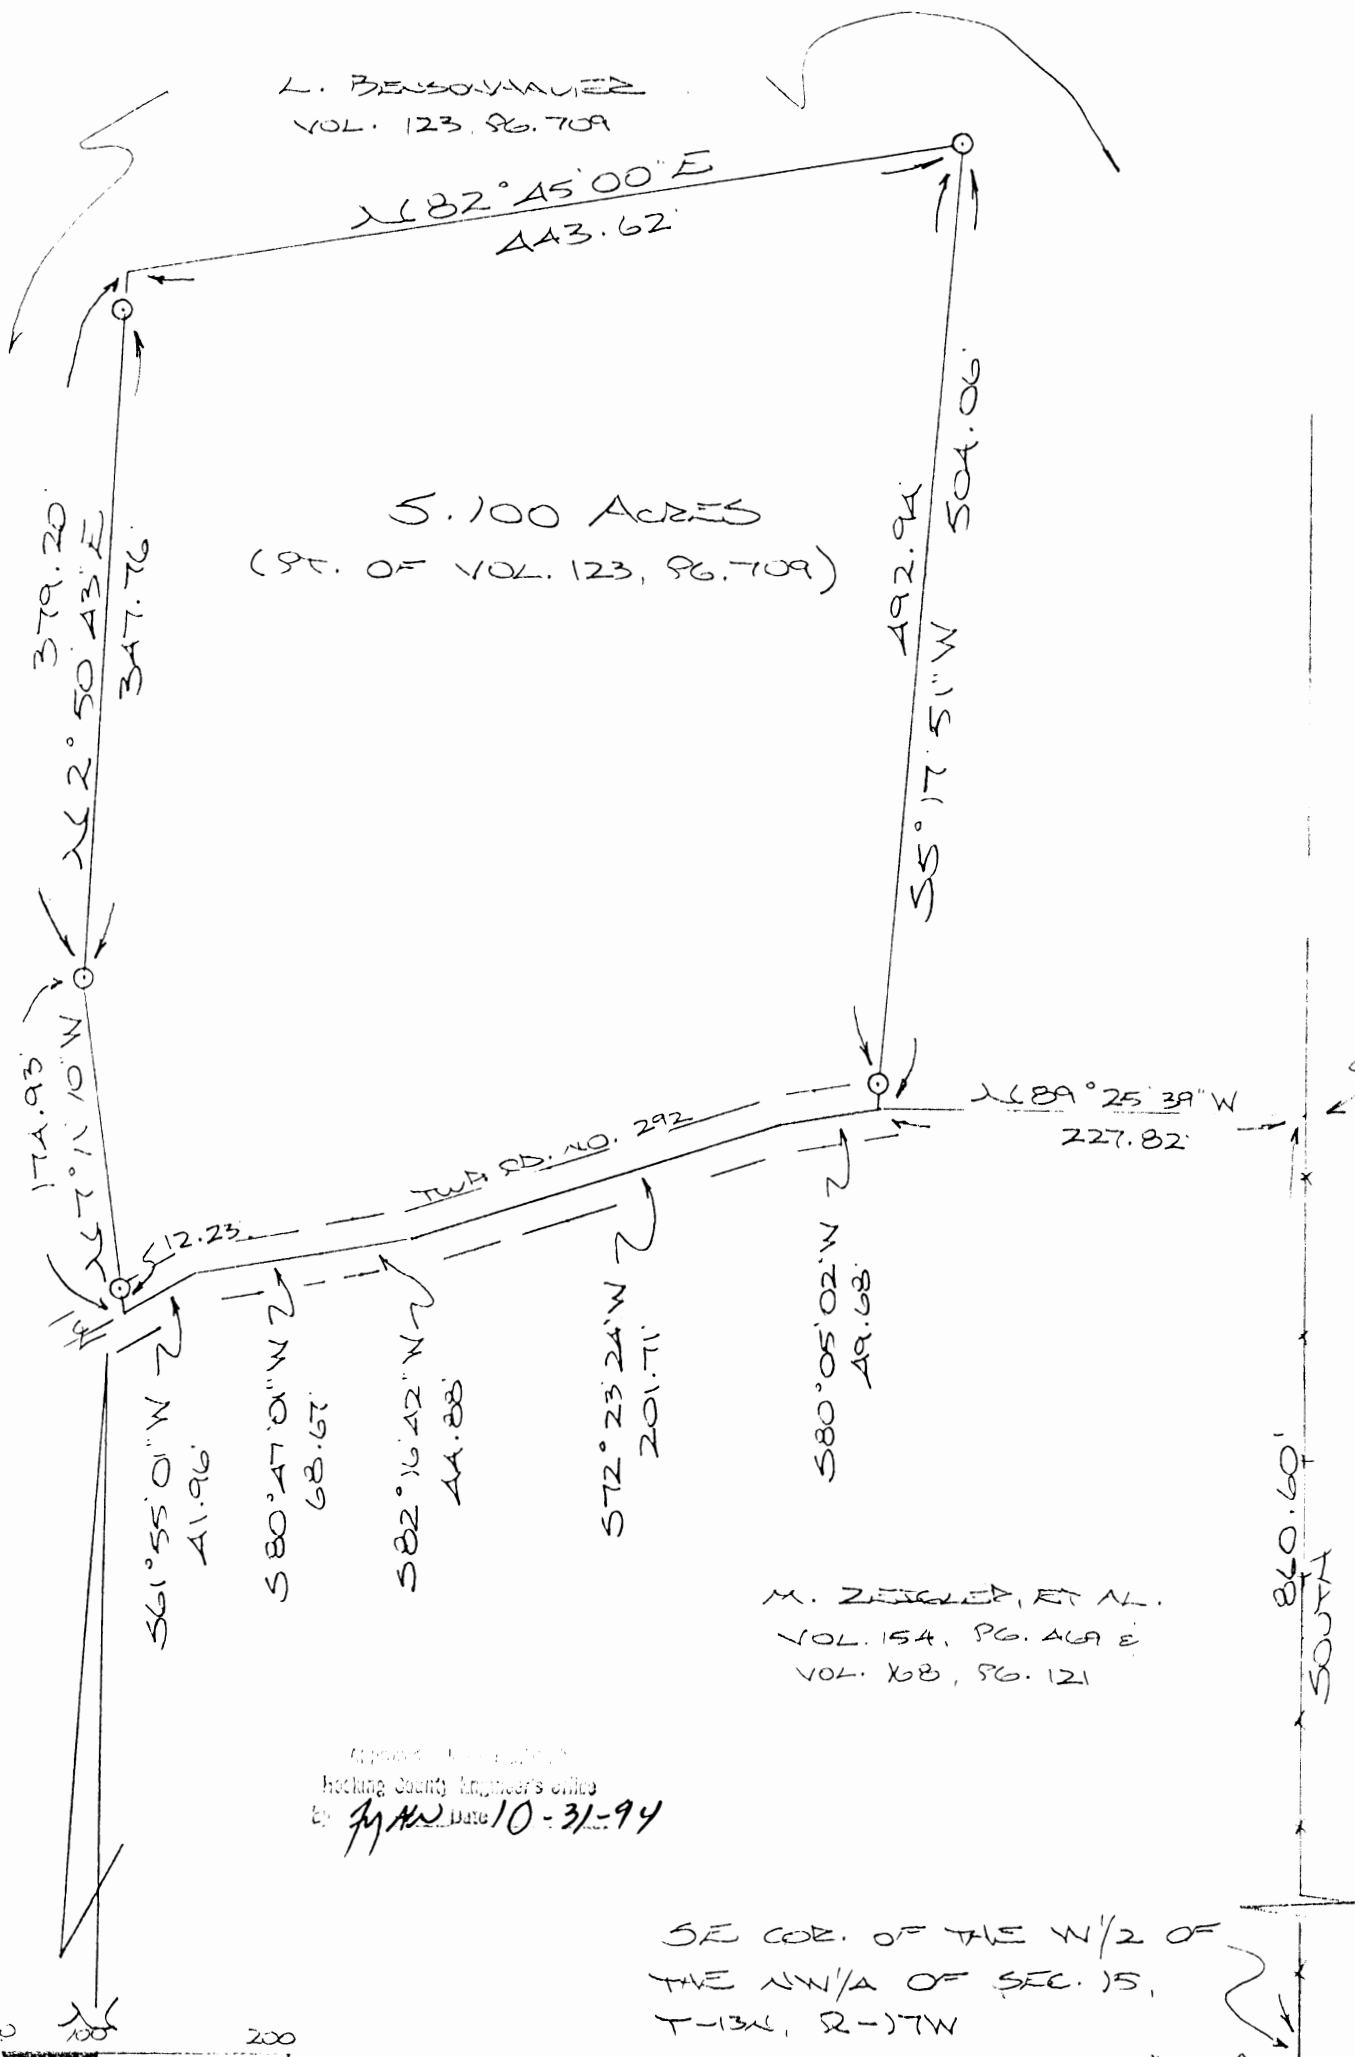 VOL. 123, PG. 709
N 82° 45' 00" E
443.62'
379.20'
N 2° 50' 43" E
347.76'
5.100 ACRES
(PT. OF VOL. 123, PG. 709)
492.94'
504.06'
S 5° 17' 51" W
174.93'
N 7° 11' 10" W
12.23'
TWP. RD. NO. 292
N 89° 25' 39" W
227.82'
S 61° 55' 01" W
41.96'
S 80° 47' 01" W
68.67'
S 82° 16' 42" W
44.88'
S 72° 23' 24" W
201.71'
S 80° 05' 02" W
49.68'
860.60'
SOUTH
M. ZEIGLER, ET AL.
VOL. 154, PG. 469 &
VOL. 168, PG. 121
Hocking County Engineer's Office
By Date 10-31-94
SE COR. OF THE W1/2 OF
THE NW1/4 OF SEC. 15,
T-13N, R-17W
N
100
200